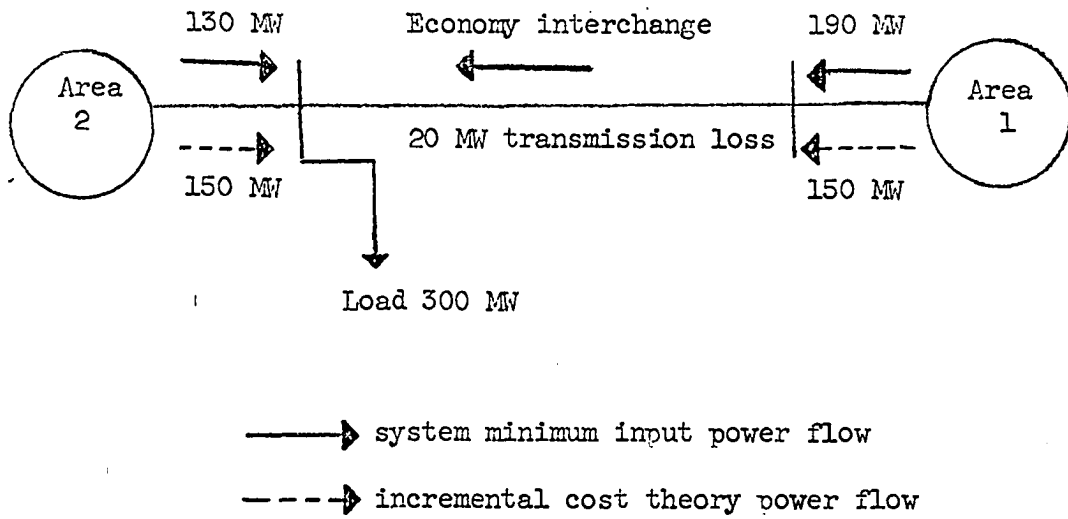 130 MW
Economy interchange
190 MW
Area
2
Area
1
20 MW transmission loss
150 MW
150 MW
Load 300 MW
system minimum input power flow
incremental cost theory power flow